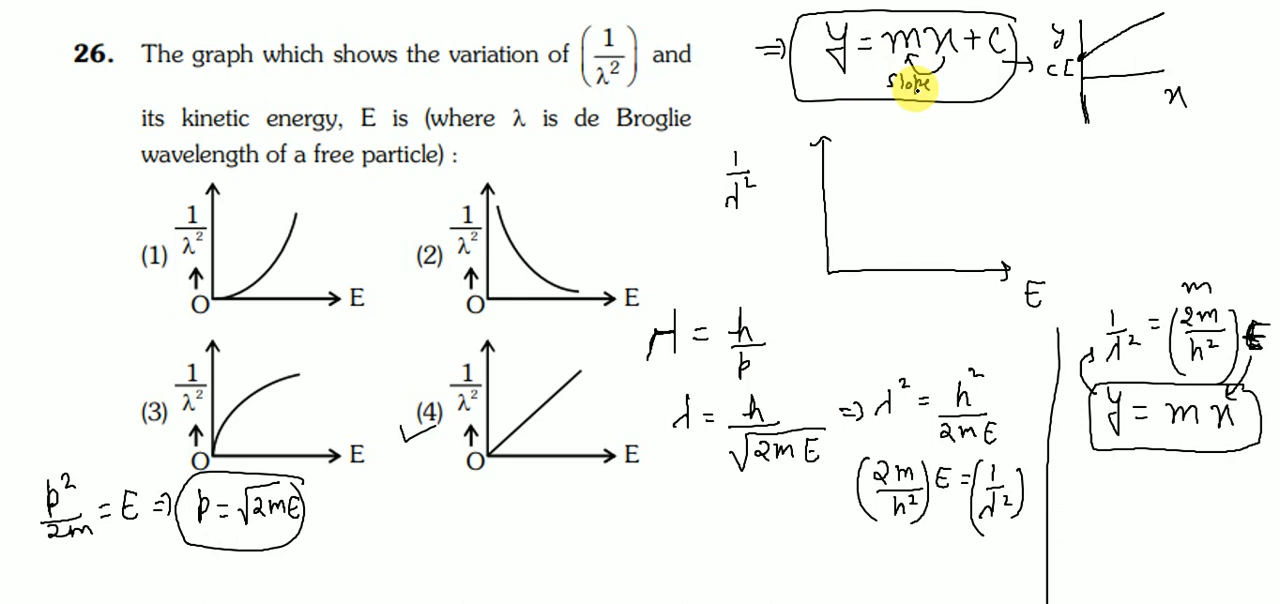 26. The graph which shows the variation of (1/λ²) and
its kinetic energy, E is (where λ is de Broglie
wavelength of a free particle) :
(1) 1/λ² ↑ O E
(2) 1/λ² ↑ O E
(3) 1/λ² ↑ O E
(4) 1/λ² ↑ O E
p²/2m = E ⇒ p = √2mE
⇒ y = mx + c →
slope
y
c
x
1/λ²
E
λ = h/p
λ = h/√2mE ⇒ λ² = h²/2mE
(2m/h²) E = (1/λ²)
m
1/λ² = (2m/h²) E
y = mx